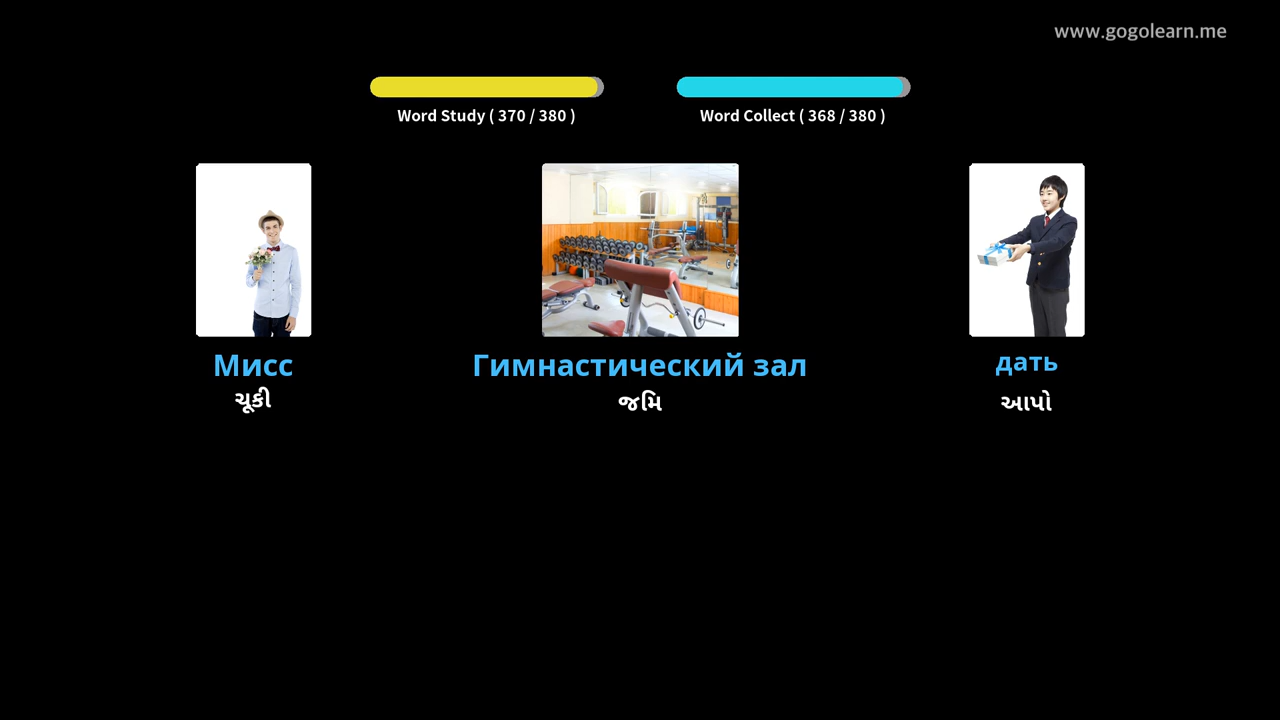 www.gogolearn.me
Word Study ( 370 / 380 )
Word Collect ( 368 / 380 )
Мисс
ચૂકી
Гимнастический зал
જિમ
дать
આપો